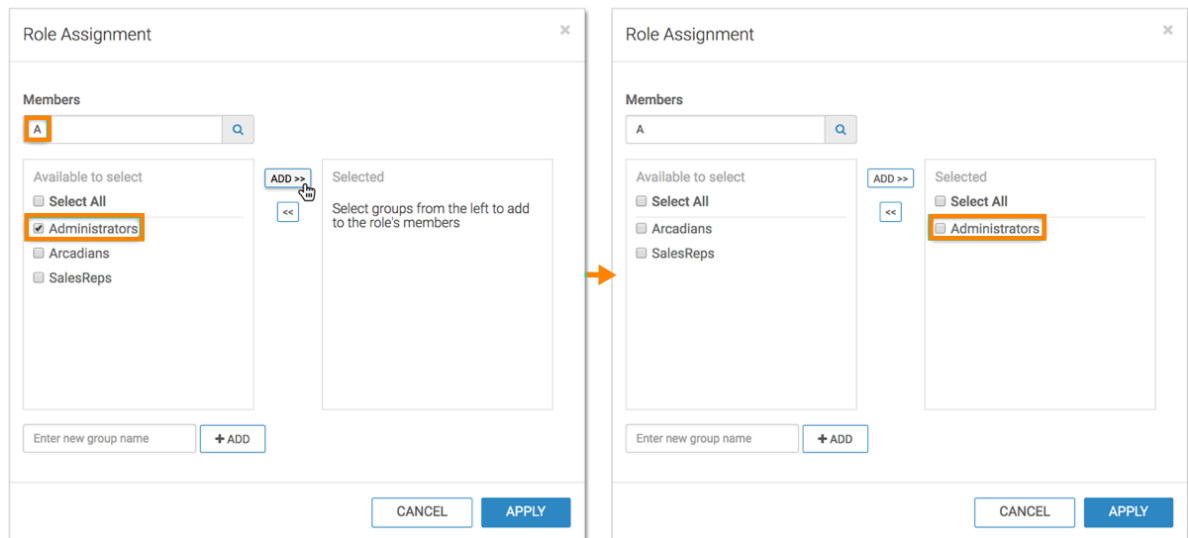 Role Assignment ×
Members
A
Available to select
Select All
Administrators
Arcadians
SalesReps
ADD >>
<<
Selected
Select groups from the left to add
to the role's members
Enter new group name
+ ADD
CANCEL
APPLY
Role Assignment ×
Members
A
Available to select
Select All
Arcadians
SalesReps
ADD >>
<<
Selected
Select All
Administrators
Enter new group name
+ ADD
CANCEL
APPLY